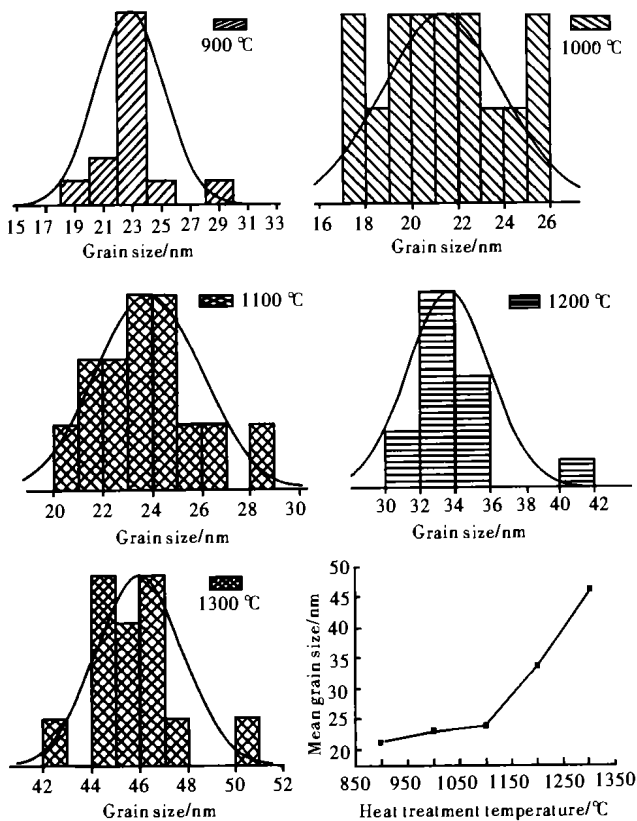 900 ℃
15 17 19 21 23 25 27 29 31 33
Grain size/nm
1000 ℃
16 18 20 22 24 26
Grain size/nm
1100 ℃
20 22 24 26 28 30
Grain size/nm
1200 ℃
30 32 34 36 38 40 42
Grain size/nm
1300 ℃
42 44 46 48 50 52
Grain size/nm
Mean grain size/nm
50
45
40
35
30
25
20
850 950 1050 1150 1250 1350
Heat treatment temperature/℃